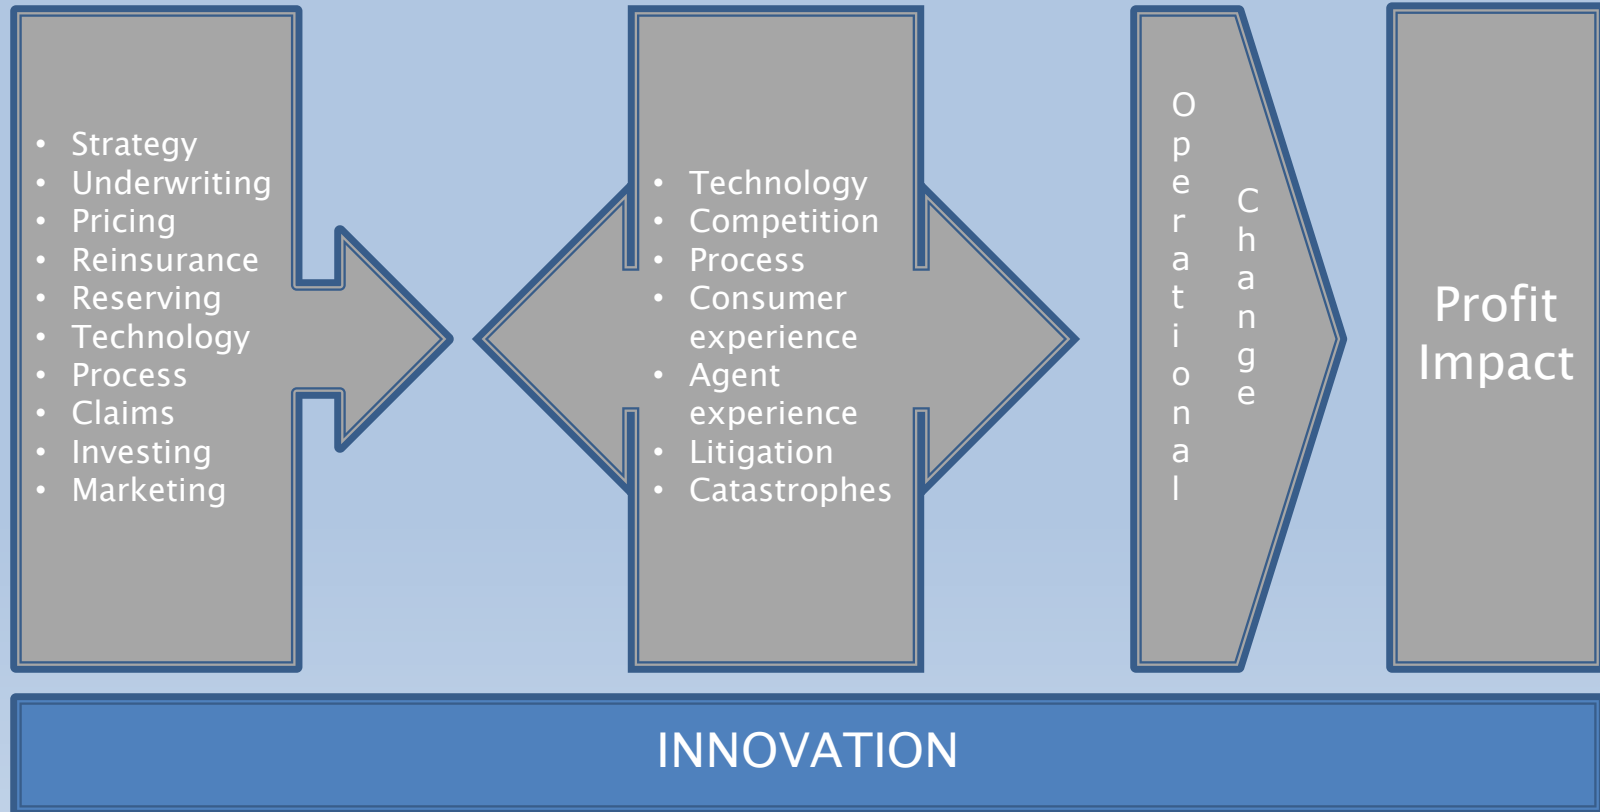 • Strategy
• Underwriting
• Pricing
• Reinsurance
• Reserving
• Technology
• Process
• Claims
• Investing
• Marketing
• Technology
• Competition
• Process
• Consumer
experience
• Agent
experience
• Litigation
• Catastrophes
Operational
Change
Profit
Impact
INNOVATION